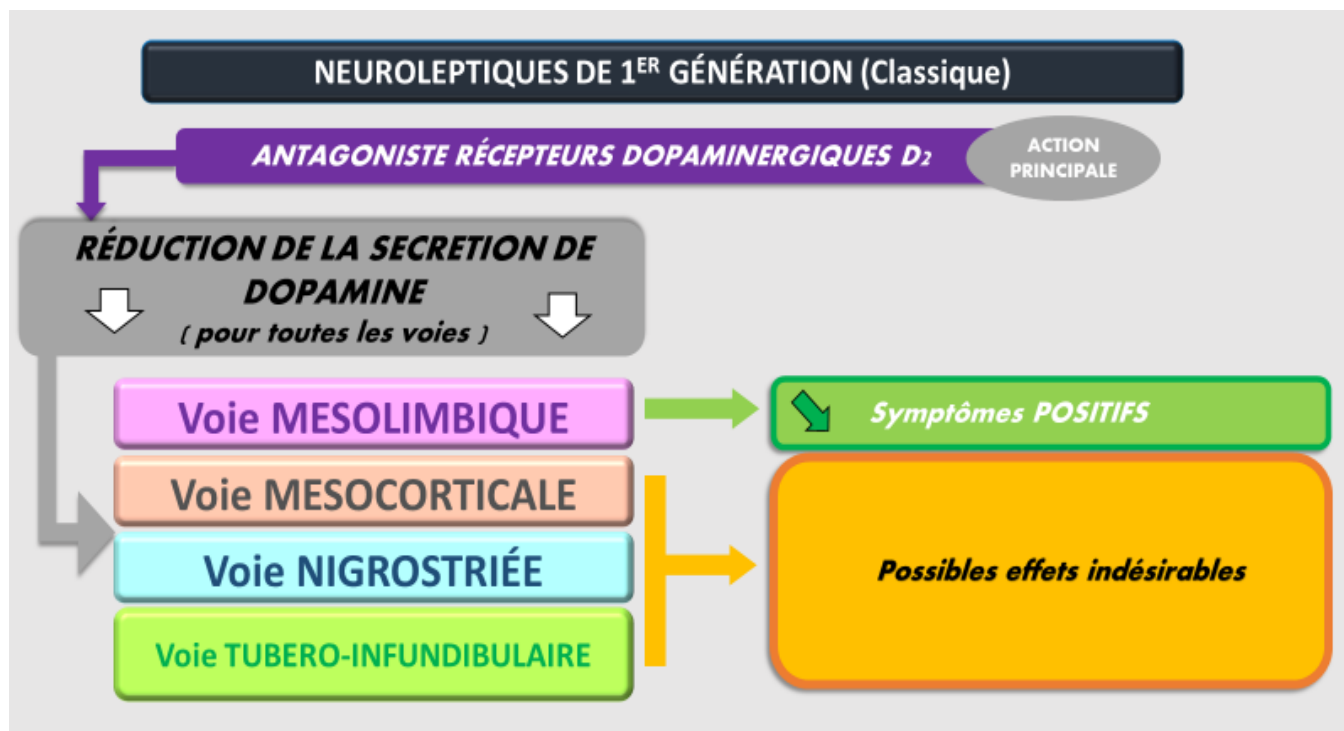 NEUROLEPTIQUES DE 1ER GÉNÉRATION (Classique)
ANTAGONISTE RÉCEPTEURS DOPAMINERGIQUES D2
ACTION
PRINCIPALE
RÉDUCTION DE LA SECRETION DE
DOPAMINE
( pour toutes les voies )
Voie MESOLIMBIQUE
Symptômes POSITIFS
Voie MESOCORTICALE
Voie NIGROSTRIÉE
Possibles effets indésirables
Voie TUBERO-INFUNDIBULAIRE